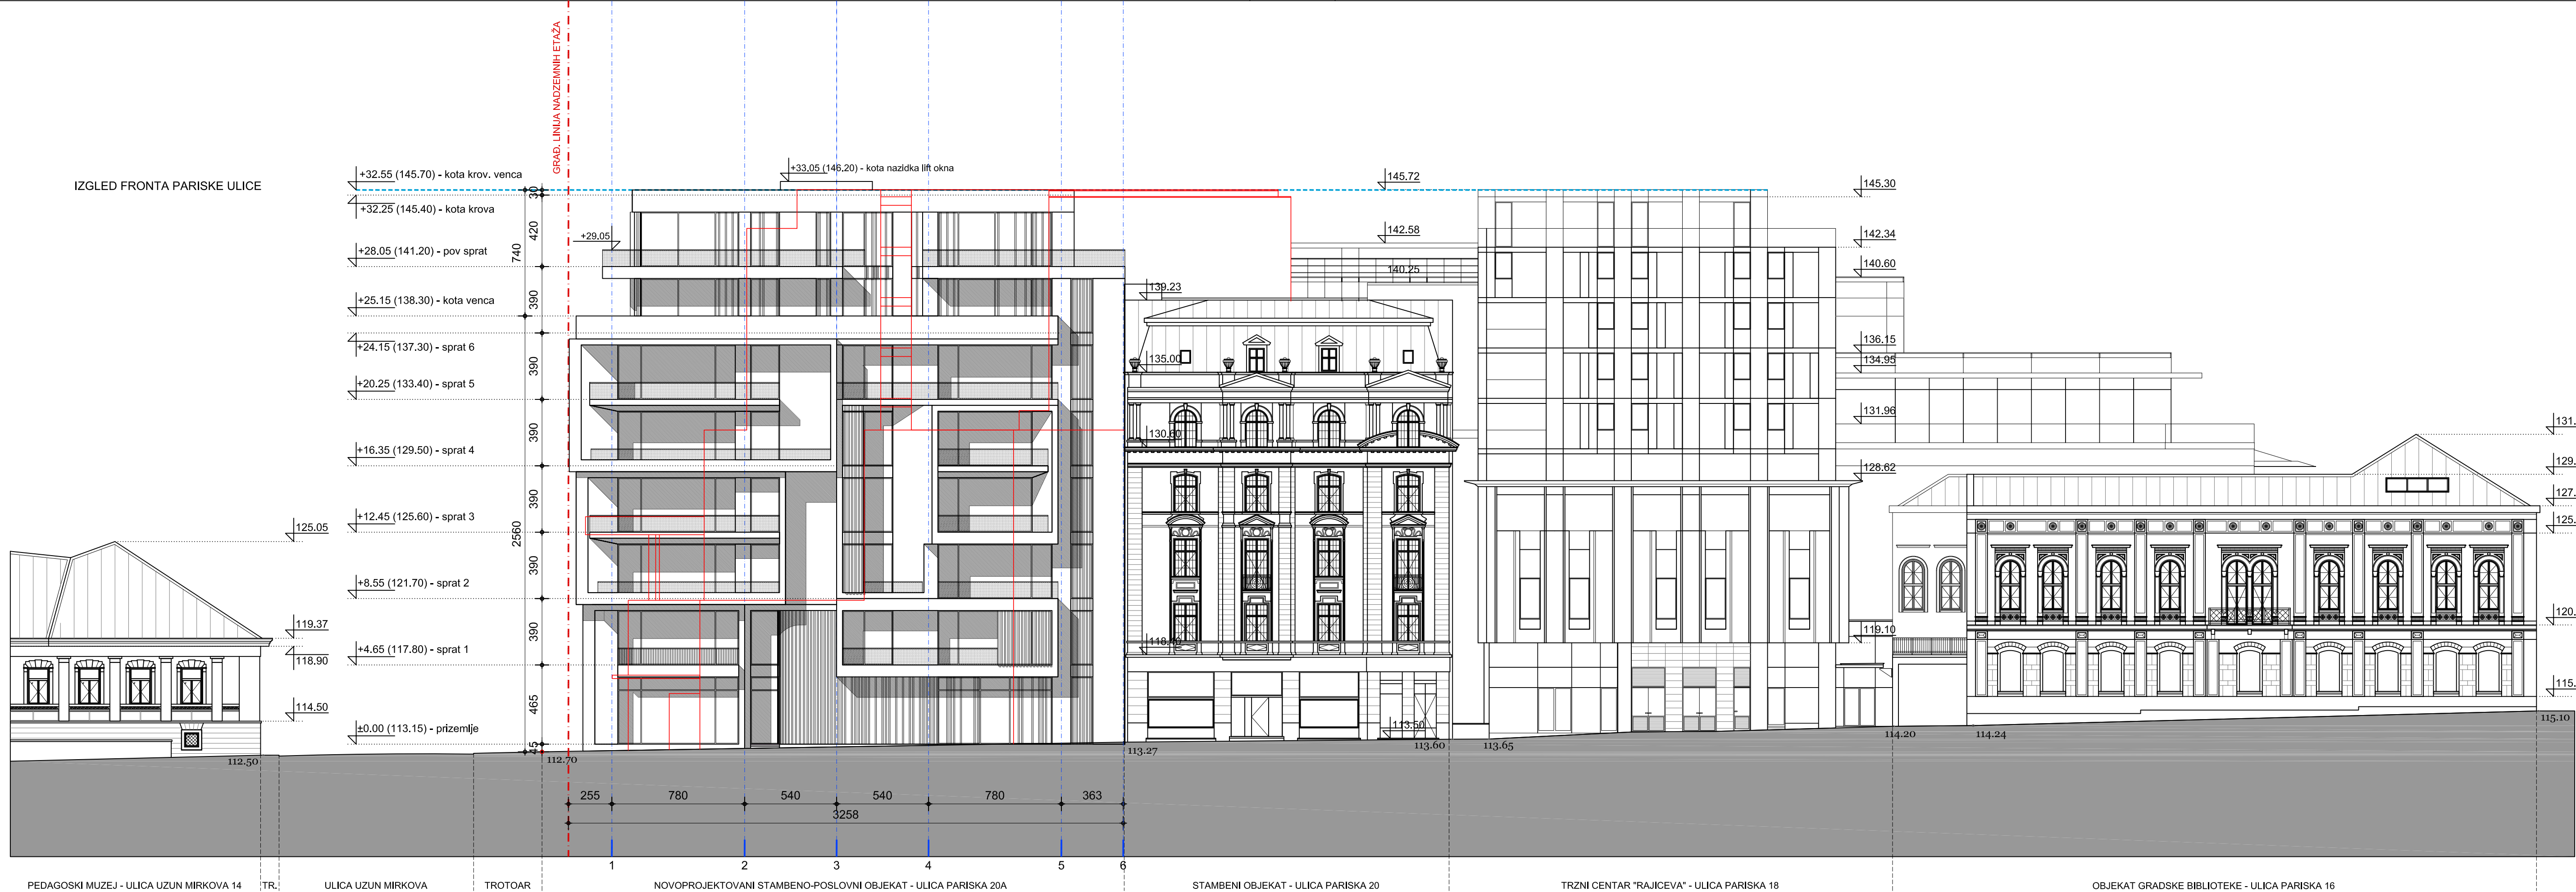 GRAĐ. LINIJA NADZEMNIH ETAŽA
IZGLED FRONTA PARISKE ULICE
+32.55 (145.70) - kota krov. venca
+32.25 (145.40) - kota krova
+28.05 (141.20) - pov sprat
+25.15 (138.30) - kota venca
+24.15 (137.30) - sprat 6
+20.25 (133.40) - sprat 5
+16.35 (129.50) - sprat 4
+12.45 (125.60) - sprat 3
+8.55 (121.70) - sprat 2
+4.65 (117.80) - sprat 1
±0.00 (113.15) - prizemlje
30
420
740
390
390
390
390
2560
390
390
465
45
+33,05 (146.20) - kota nazidka lift okna
+29.05
125.05
119.37
118.90
114.50
145.72
142.58
140.25
139.23
135.00
130.60
113.50
145.30
142.34
140.60
136.15
134.95
131.96
128.62
119.10
131.
129.
127.
125.
120.
115.
112.50
112.70
113.27
113.60
113.65
114.20
114.24
115.10
255
780
540
540
780
363
3258
1
2
3
4
5
6
PEDAGOSKI MUZEJ - ULICA UZUN MIRKOVA 14
TR.
ULICA UZUN MIRKOVA
TROTOAR
NOVOPROJEKTOVANI STAMBENO-POSLOVNI OBJEKAT - ULICA PARISKA 20A
STAMBENI OBJEKAT - ULICA PARISKA 20
TRZNI CENTAR "RAJICEVA" - ULICA PARISKA 18
OBJEKAT GRADSKE BIBLIOTEKE - ULICA PARISKA 16